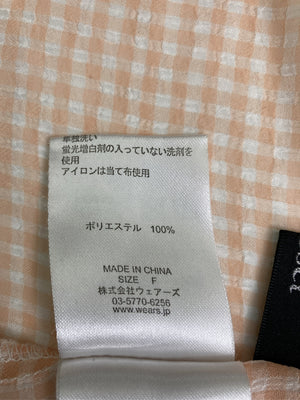 単独洗い
蛍光増白剤の入っていない洗剤を
使用
アイロンは当て布使用
ポリエステル 100%
MADE IN CHINA
SIZE F
株式会社ウェアーズ
03-5770-6256
www.wears.jp